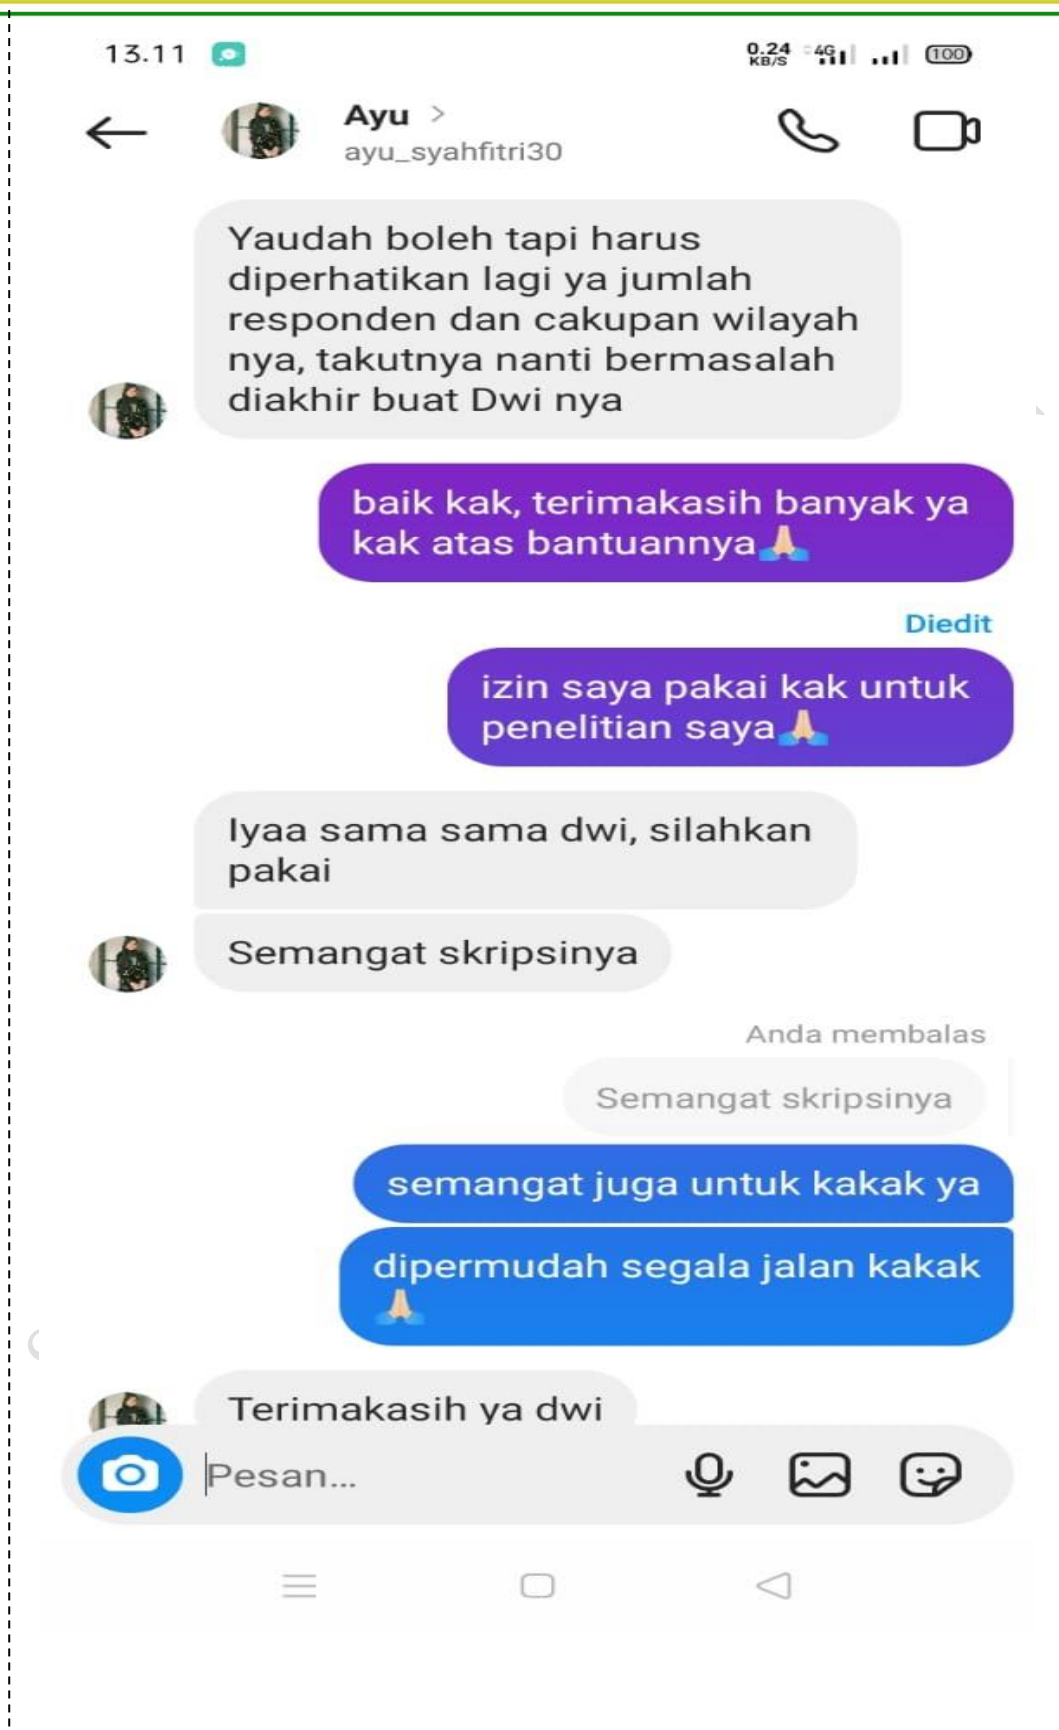 13.11
0.24
KB/S
4G
100
Ayu >
ayu_syahfitri30
Yaudah boleh tapi harus
diperhatikan lagi ya jumlah
responden dan cakupan wilayah
nya, takutnya nanti bermasalah
diakhir buat Dwi nya
baik kak, terimakasih banyak ya
kak atas bantuannya🙏🏼
Diedit
izin saya pakai kak untuk
penelitian saya🙏🏼
Iyaa sama sama dwi, silahkan
pakai
Semangat skripsinya
Anda membalas
Semangat skripsinya
semangat juga untuk kakak ya
dipermudah segala jalan kakak
🙏🏼
Terimakasih ya dwi
Pesan...